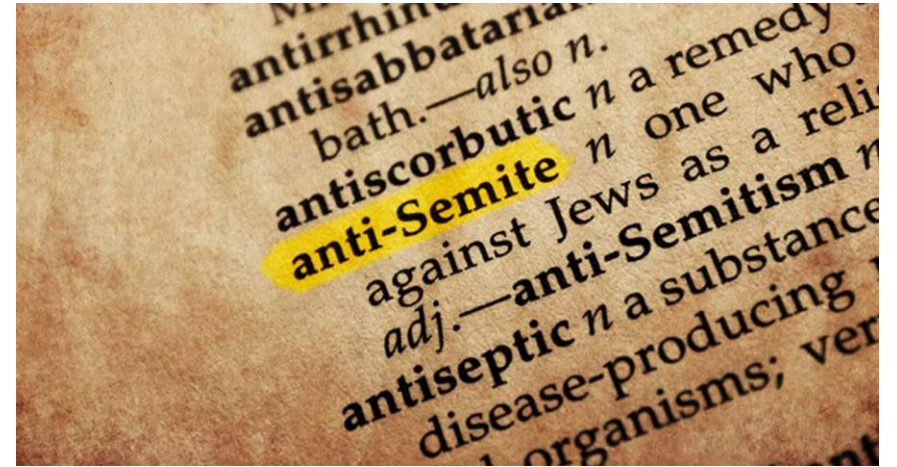 antirrhin
antisabbatarian
bath.—also n.
antiscorbutic n a remedy
anti-Semite n one who
against Jews as a reli
adj.—anti-Semitism n
antiseptic n a substance
disease-producing
organisms; ver